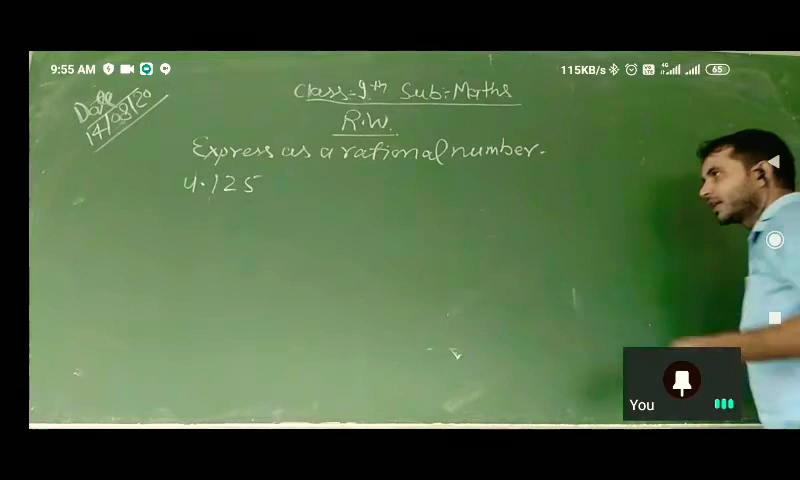 9:55 AM
115KB/s 4G 65
Class:-9th Sub:-Maths
Date
14/08/20
R.W.
Express as a rational number.
4.125
You